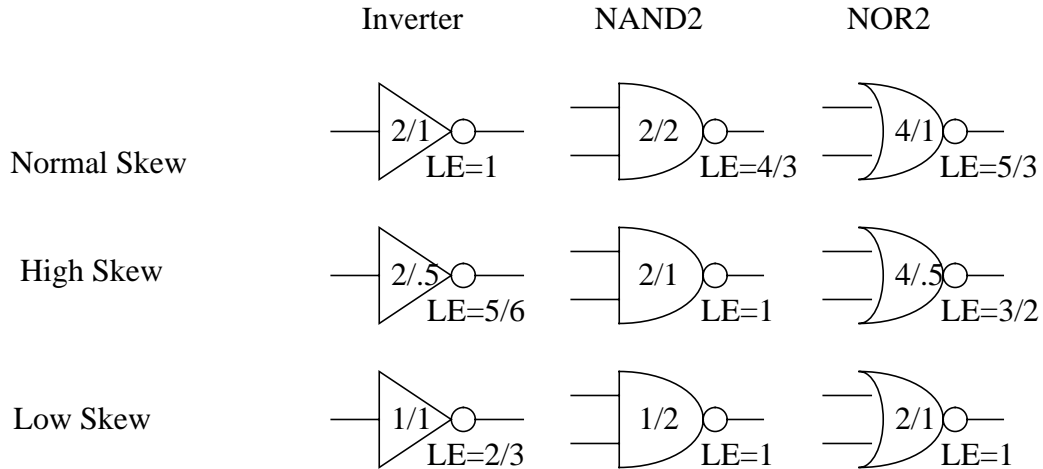 Inverter NAND2 NOR2
2/1 2/2 4/1
Normal Skew LE=1 LE=4/3 LE=5/3
High Skew 2/.5 2/1 4/.5
LE=5/6 LE=1 LE=3/2
Low Skew 1/1 1/2 2/1
LE=2/3 LE=1 LE=1